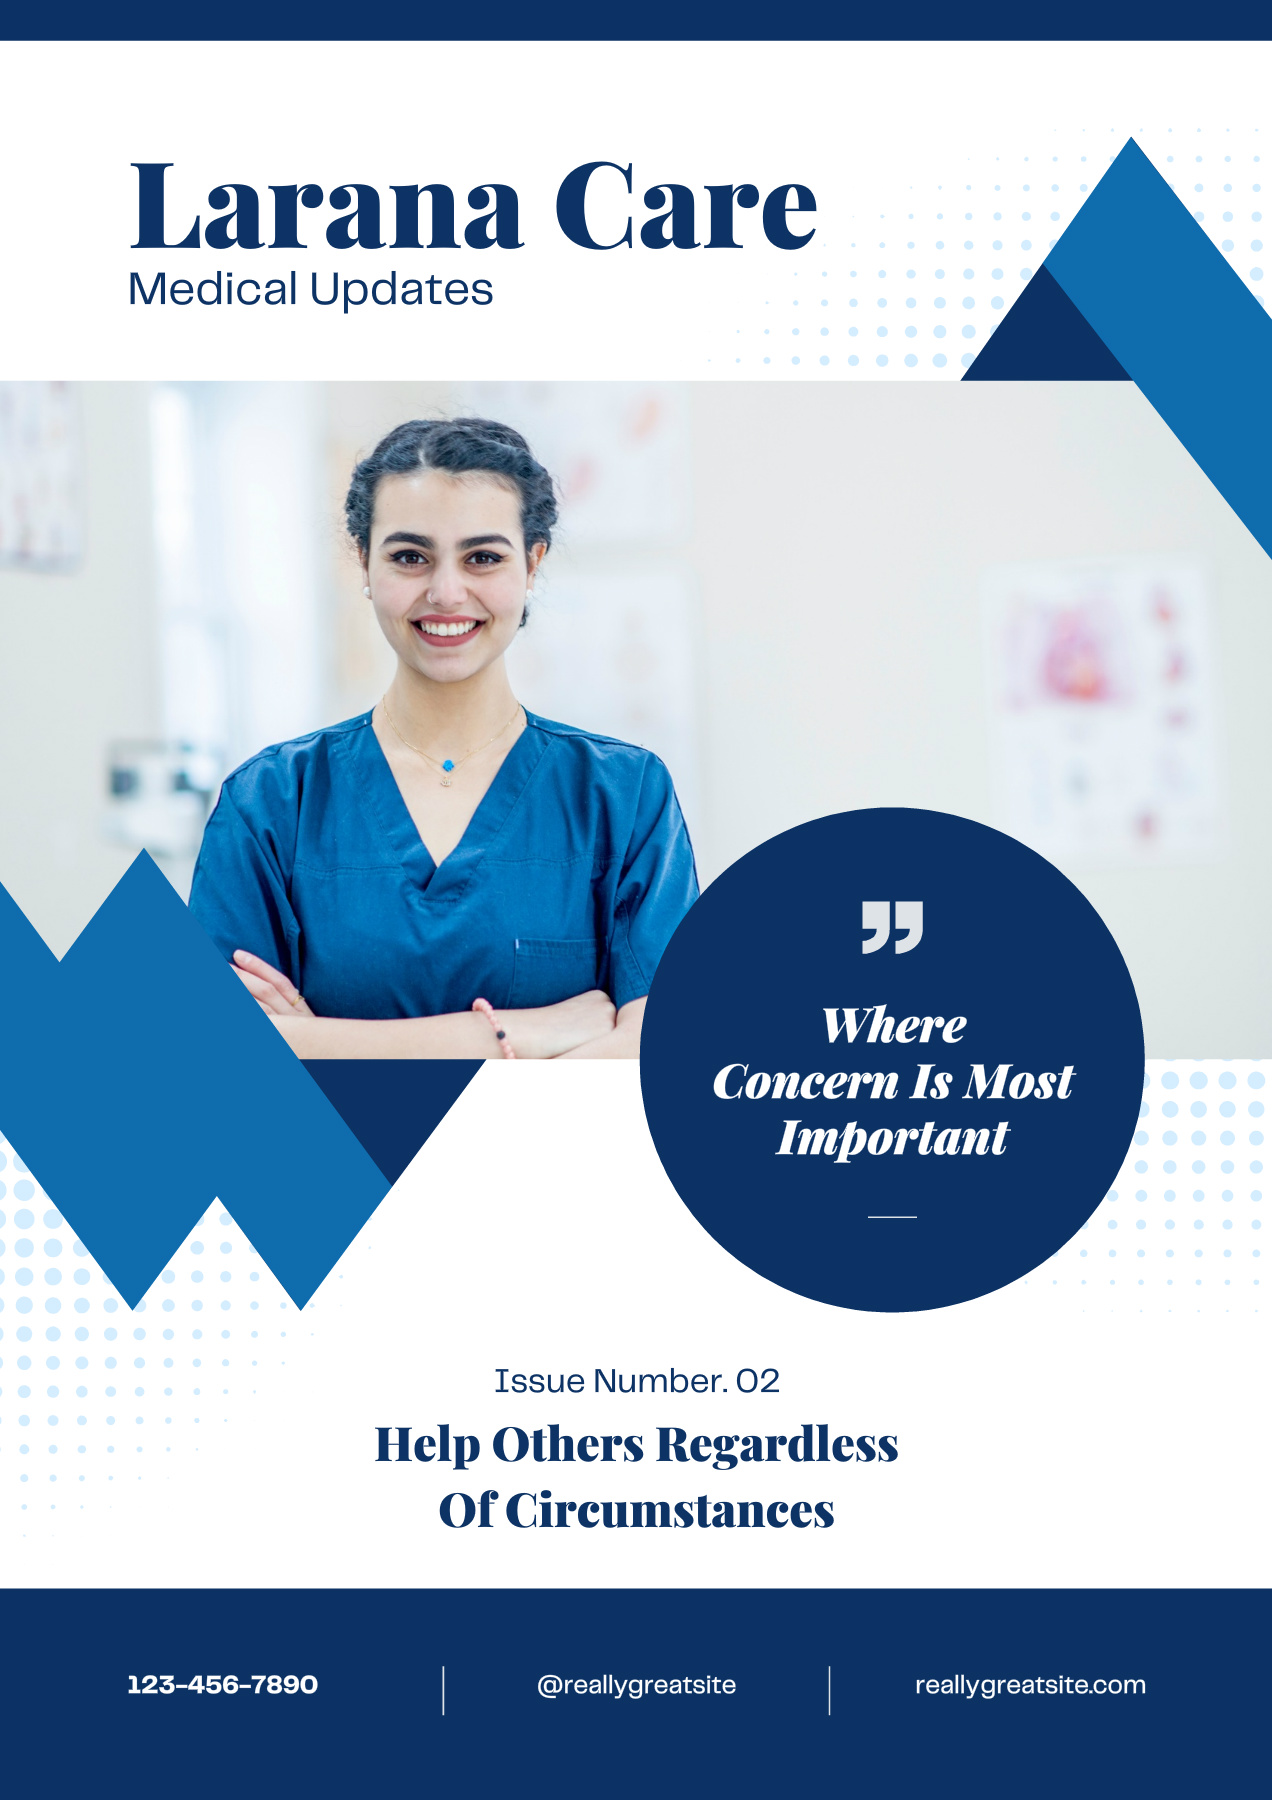 Larana Care
Medical Updates
”
Where
Concern Is Most
Important
Issue Number. 02
Help Others Regardless
Of Circumstances
123-456-7890
@reallygreatsite
reallygreatsite.com